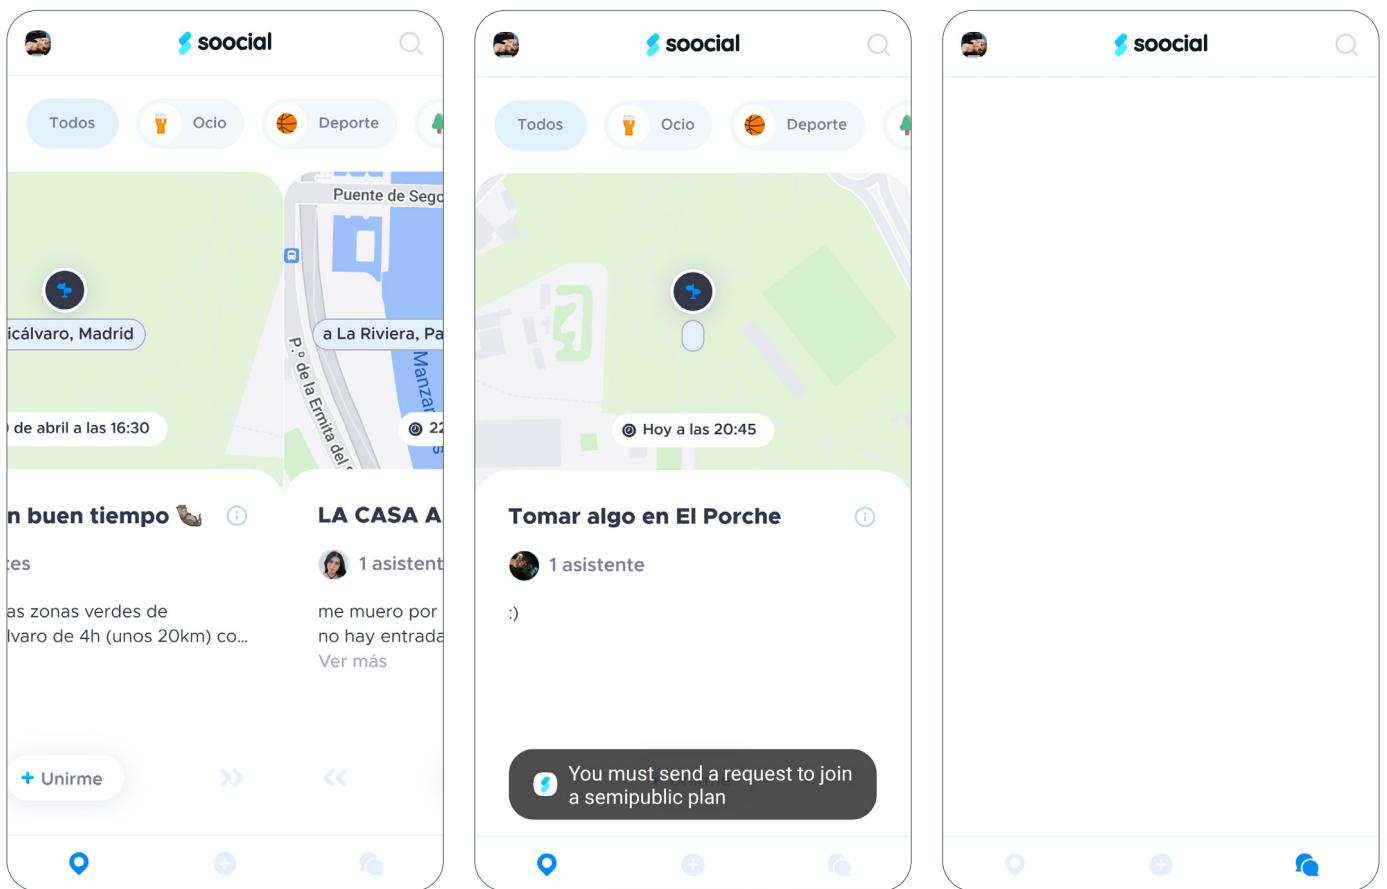 soocial
Todos
Ocio
Deporte
Puente de Sego
icálvaro, Madrid
a La Riviera, Pa
P.º de la Ermita del
Manzar
s
de abril a las 16:30
22
n buen tiempo
LA CASA A
es
1 asistent
as zonas verdes de
lvaro de 4h (unos 20km) co...
me muero por
no hay entrada
Ver más
+ Unirme
soocial
Todos
Ocio
Deporte
Hoy a las 20:45
Tomar algo en El Porche
1 asistente
:)
You must send a request to join
a semipublic plan
soocial